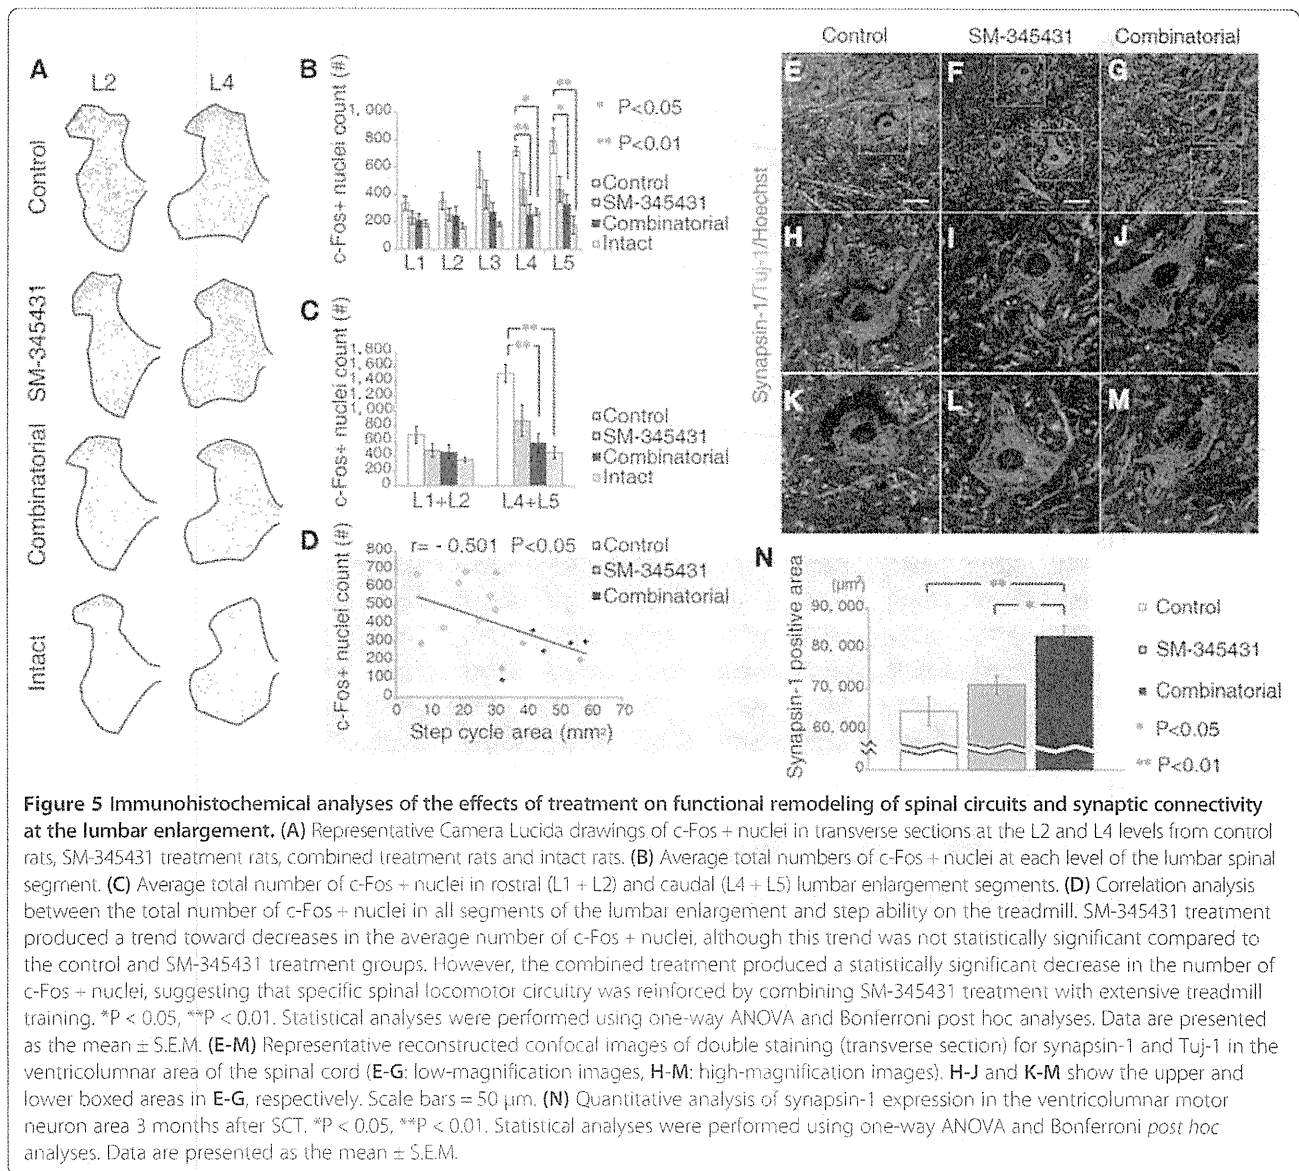 A
L2
L4
Control
SM-345431
Combinatorial
Intact
B
c-Fos+ nuclei count (#)
1,000
800
600
400
200
0
L1
L2
L3
L4
L5
*
**
**
*
* P<0.05
** P<0.01
Control
SM-345431
Combinatorial
Intact
C
c-Fos+ nuclei count (#)
1,800
1,600
1,400
1,200
1,000
800
600
400
200
0
L1+L2
L4+L5
**
**
Control
SM-345431
Combinatorial
Intact
D
c-Fos+ nuclei count (#)
800
700
600
500
400
300
200
100
0
r= - 0.501 P<0.05
0 10 20 30 40 50 60 70
Step cycle area (mm²)
Control
SM-345431
Combinatorial
Control
SM-345431
Combinatorial
Synapsin-1/Tuj-1/Hoechst
E
F
G
H
I
J
K
L
M
N
Synapsin-1 positive area
(μm²)
90, 000
80, 000
70, 000
60, 000
0
**
*
Control
SM-345431
Combinatorial
* P<0.05
** P<0.01
Figure 5 Immunohistochemical analyses of the effects of treatment on functional remodeling of spinal circuits and synaptic connectivity
at the lumbar enlargement. (A) Representative Camera Lucida drawings of c-Fos + nuclei in transverse sections at the L2 and L4 levels from control
rats, SM-345431 treatment rats, combined treatment rats and intact rats. (B) Average total numbers of c-Fos + nuclei at each level of the lumbar spinal
segment. (C) Average total number of c-Fos + nuclei in rostral (L1 + L2) and caudal (L4 + L5) lumbar enlargement segments. (D) Correlation analysis
between the total number of c-Fos + nuclei in all segments of the lumbar enlargement and step ability on the treadmill. SM-345431 treatment
produced a trend toward decreases in the average number of c-Fos + nuclei, although this trend was not statistically significant compared to
the control and SM-345431 treatment groups. However, the combined treatment produced a statistically significant decrease in the number of
c-Fos + nuclei, suggesting that specific spinal locomotor circuitry was reinforced by combining SM-345431 treatment with extensive treadmill
training. *P < 0.05, **P < 0.01. Statistical analyses were performed using one-way ANOVA and Bonferroni post hoc analyses. Data are presented
as the mean ± S.E.M. (E-M) Representative reconstructed confocal images of double staining (transverse section) for synapsin-1 and Tuj-1 in the
ventricolumnar area of the spinal cord (E-G: low-magnification images, H-M: high-magnification images). H-J and K-M show the upper and
lower boxed areas in E-G, respectively. Scale bars = 50 μm. (N) Quantitative analysis of synapsin-1 expression in the ventricolumnar motor
neuron area 3 months after SCT. *P < 0.05, **P < 0.01. Statistical analyses were performed using one-way ANOVA and Bonferroni post hoc
analyses. Data are presented as the mean ± S.E.M.